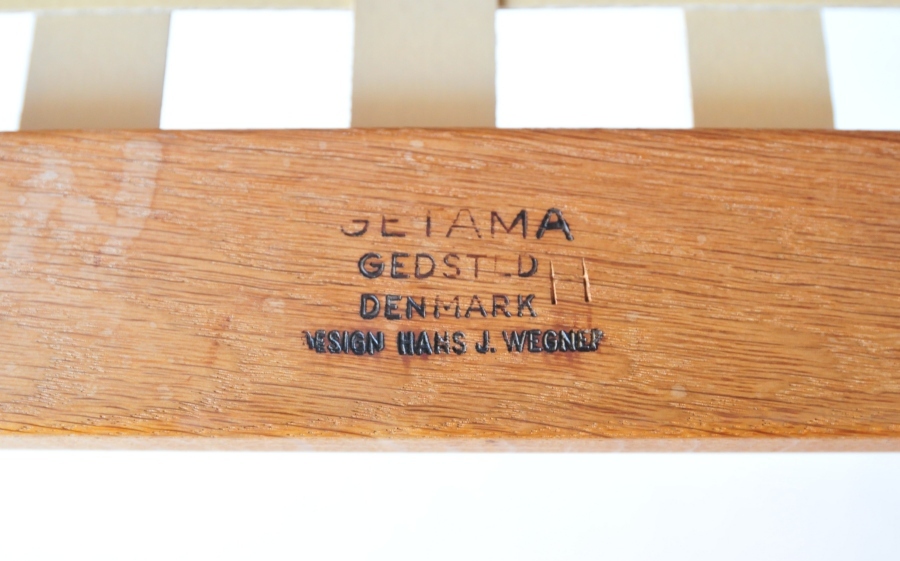 GETAMA
GEDSTED
DENMARK
H
DESIGN HANS J. WEGNER